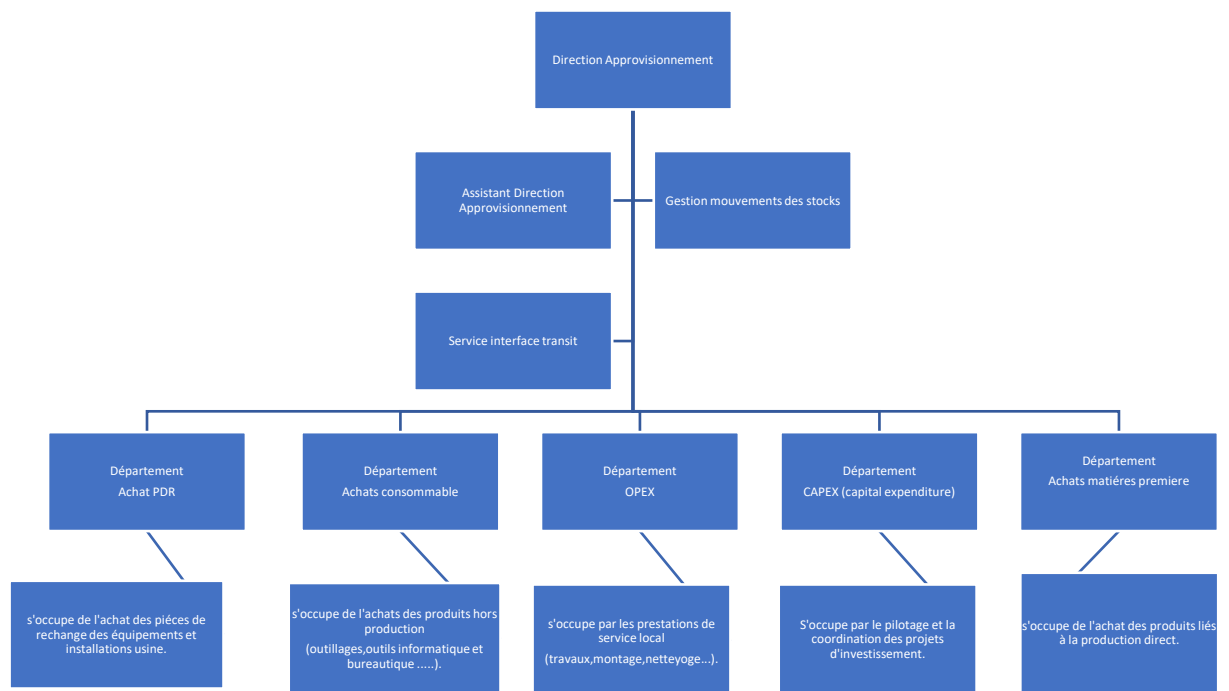 Direction Approvisionnement
Assistant Direction
Approvisionnement
Gestion mouvements des stocks
Service interface transit
Département
Achat PDR
Département
Achats consommable
Département
OPEX
Département
CAPEX (capital expenditure)
Département
Achats matiéres premiere
s'occupe de l'achat des piéces de
rechange des équipements et
installations usine.
s'occupe de l'achats des produits hors
production
(outillages,outils informatique et
bureautique .....).
s'occupe par les prestations de
service local
(travaux,montage,netteyoge...).
S'occupe par le pilotage et la
coordination des projets
d'investissement.
s'occupe de l'achat des produits liés
à la production direct.